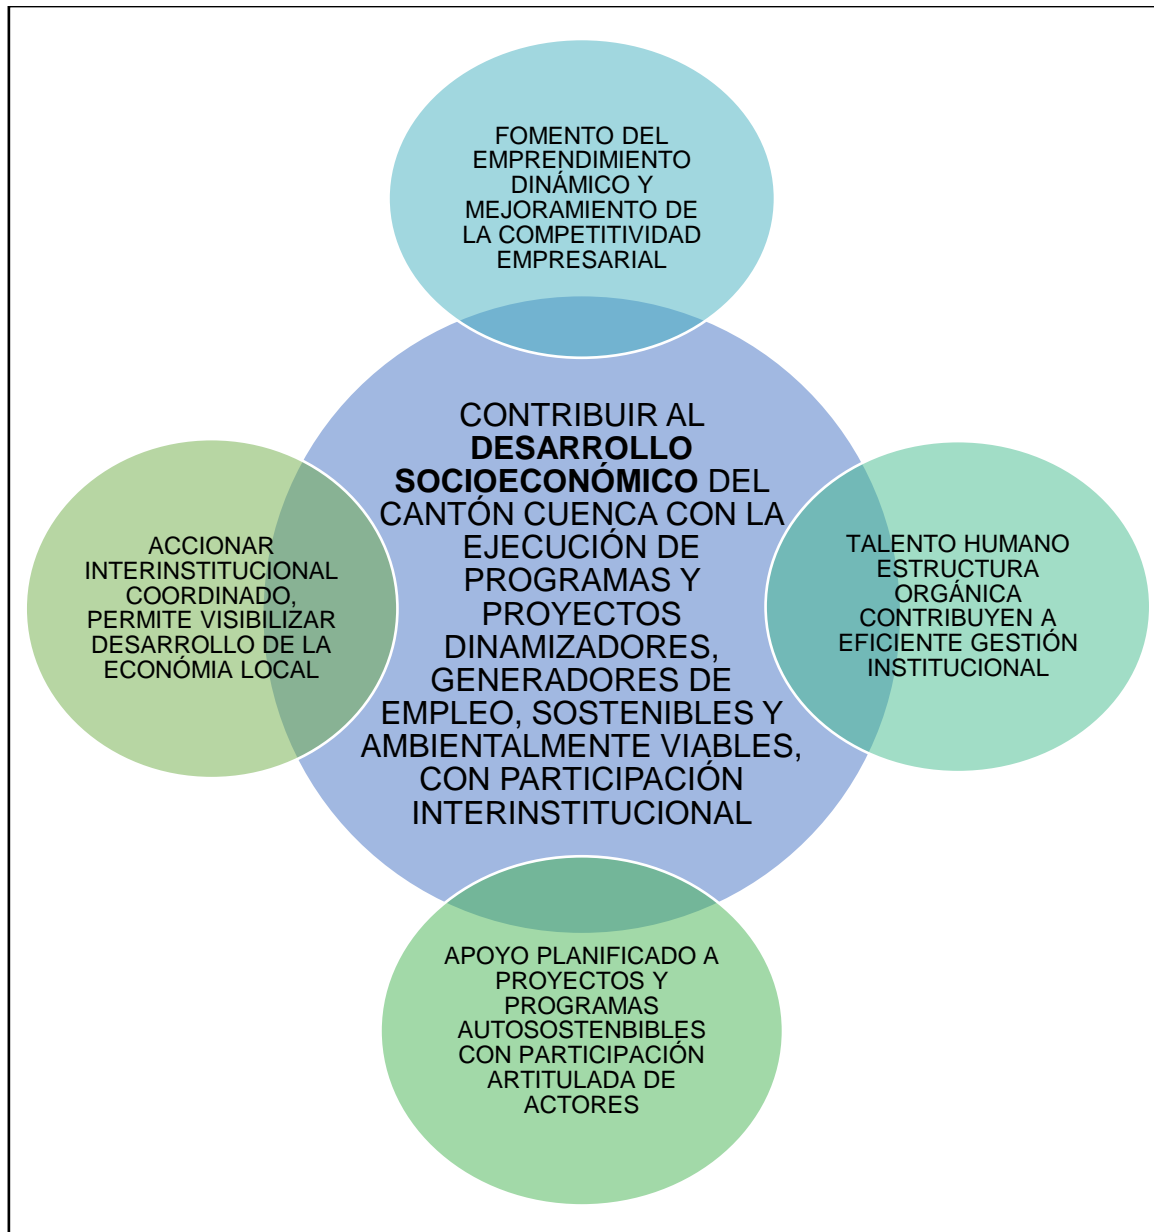 FOMENTO DEL
EMPRENDIMIENTO
DINÁMICO Y
MEJORAMIENTO DE
LA COMPETITIVIDAD
EMPRESARIAL
CONTRIBUIR AL
DESARROLLO
SOCIOECONÓMICO DEL
CANTÓN CUENCA CON LA
EJECUCIÓN DE
PROGRAMAS Y
PROYECTOS
DINAMIZADORES,
GENERADORES DE
EMPLEO, SOSTENIBLES Y
AMBIENTALMENTE VIABLES,
CON PARTICIPACIÓN
INTERINSTITUCIONAL
ACCIONAR
INTERINSTITUCIONAL
COORDINADO,
PERMITE VISIBILIZAR
DESARROLLO DE LA
ECONÓMIA LOCAL
TALENTO HUMANO
ESTRUCTURA
ORGÁNICA
CONTRIBUYEN A
EFICIENTE GESTIÓN
INSTITUCIONAL
APOYO PLANIFICADO A
PROYECTOS Y
PROGRAMAS
AUTOSOSTENBIBLES
CON PARTICIPACIÓN
ARTITULADA DE
ACTORES